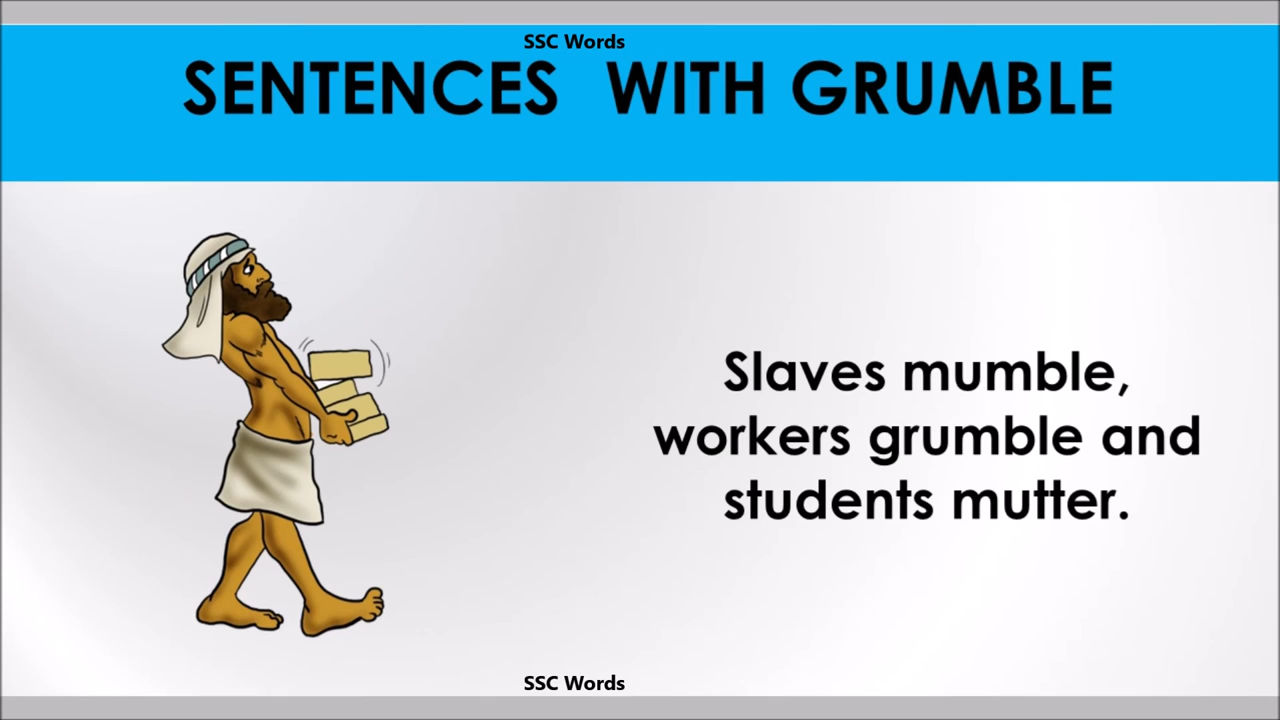 SSC Words
SENTENCES WITH GRUMBLE
Slaves mumble,
workers grumble and
students mutter.
SSC Words